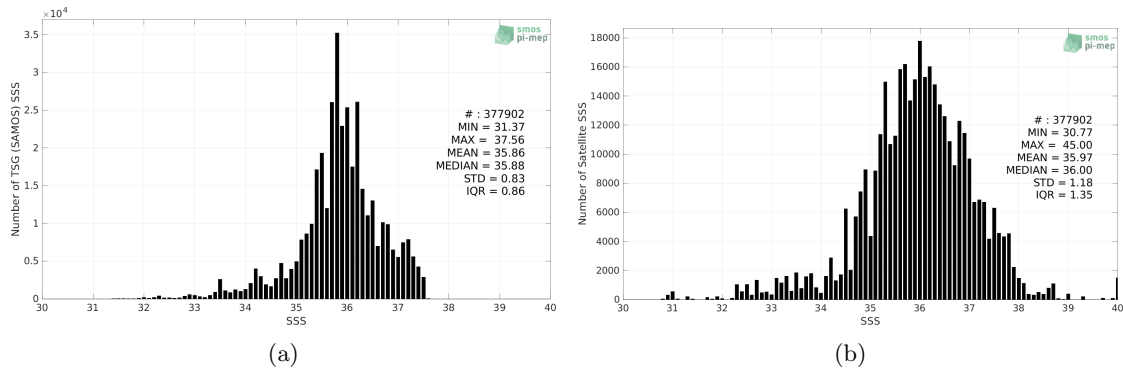 ×10⁴
3.5
3
2.5
2
1.5
1
0.5
0
Number of TSG (SAMOS) SSS
30 31 32 33 34 35 36 37 38 39 40
SSS
smos
pi-mep
# : 377902
MIN = 31.37
MAX = 37.56
MEAN = 35.86
MEDIAN = 35.88
STD = 0.83
IQR = 0.86
(a)
18000
16000
14000
12000
10000
8000
6000
4000
2000
0
Number of Satellite SSS
30 31 32 33 34 35 36 37 38 39 40
SSS
smos
pi-mep
# : 377902
MIN = 30.77
MAX = 45.00
MEAN = 35.97
MEDIAN = 36.00
STD = 1.18
IQR = 1.35
(b)